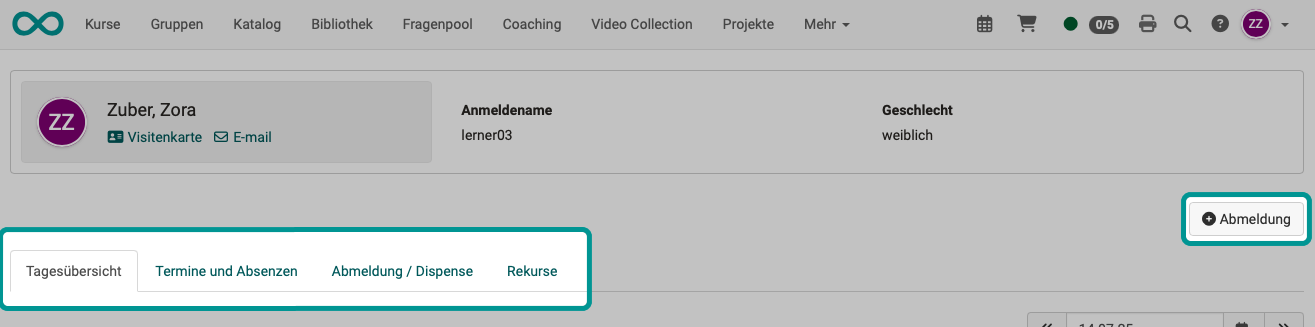 Kurse Gruppen Katalog Bibliothek Fragenpool Coaching Video Collection Projekte Mehr 0/5 ? ZZ
ZZ
Zuber, Zora
Visitenkarte E-mail
Anmeldename
lerner03
Geschlecht
weiblich
Abmeldung
Tagesübersicht Termine und Absenzen Abmeldung / Dispense Rekurse